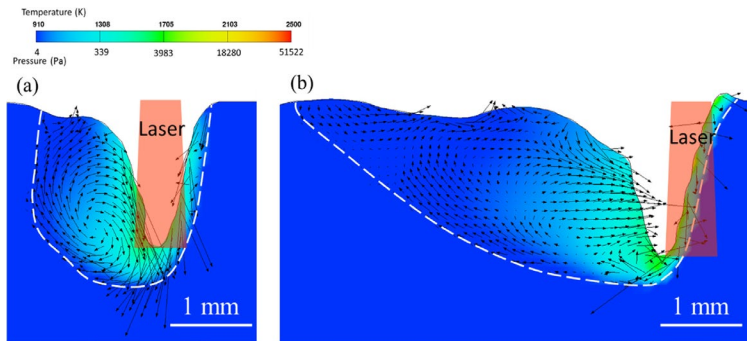 Temperature (K)
910 1308 1705 2103 2500
4 339 3983 18280 51522
Pressure (Pa)
(a) (b)
Laser Laser
1 mm 1 mm